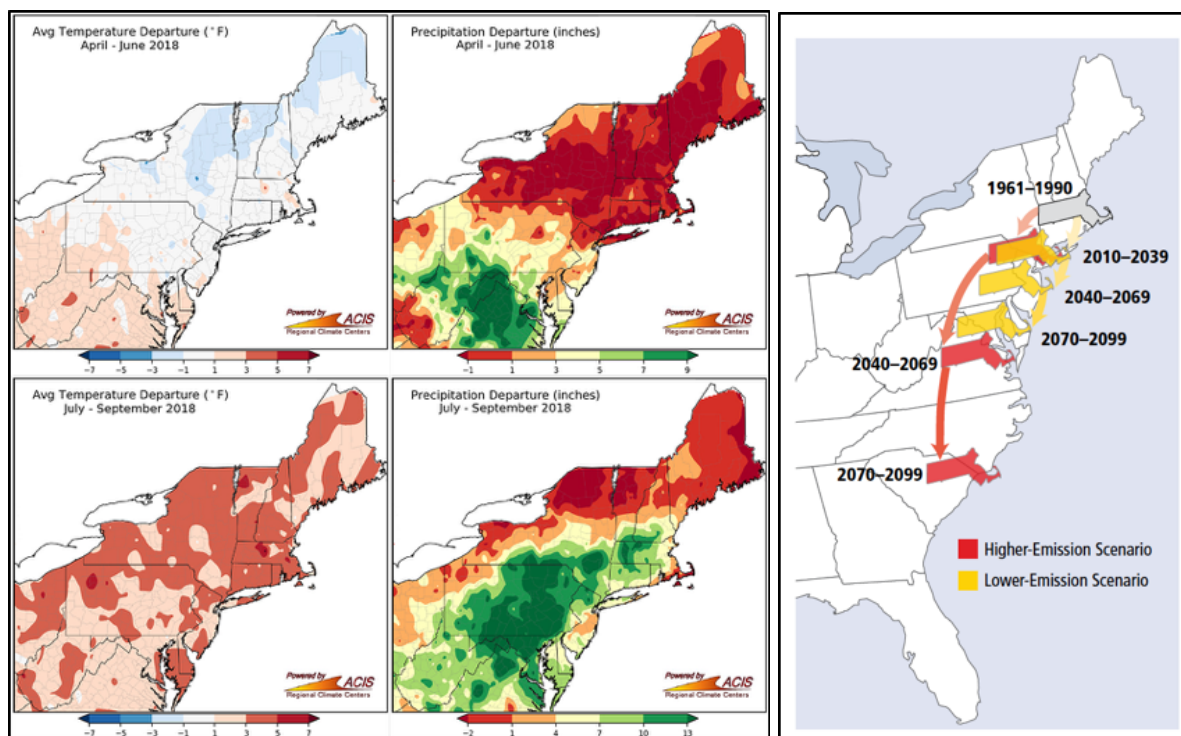 Avg Temperature Departure (°F)
April - June 2018
Powered by
ACIS
Regional Climate Centers
-7 -5 -3 -1 1 3 5 7
Precipitation Departure (inches)
April - June 2018
Powered by
ACIS
Regional Climate Centers
-1 1 3 5 7 9
Avg Temperature Departure (°F)
July - September 2018
Powered by
ACIS
Regional Climate Centers
-7 -5 -3 -1 1 3 5 7
Precipitation Departure (inches)
July - September 2018
Powered by
ACIS
Regional Climate Centers
-2 1 4 7 10 13
1961–1990
2010–2039
2040–2069
2070–2099
2040–2069
2070–2099
Higher-Emission Scenario
Lower-Emission Scenario